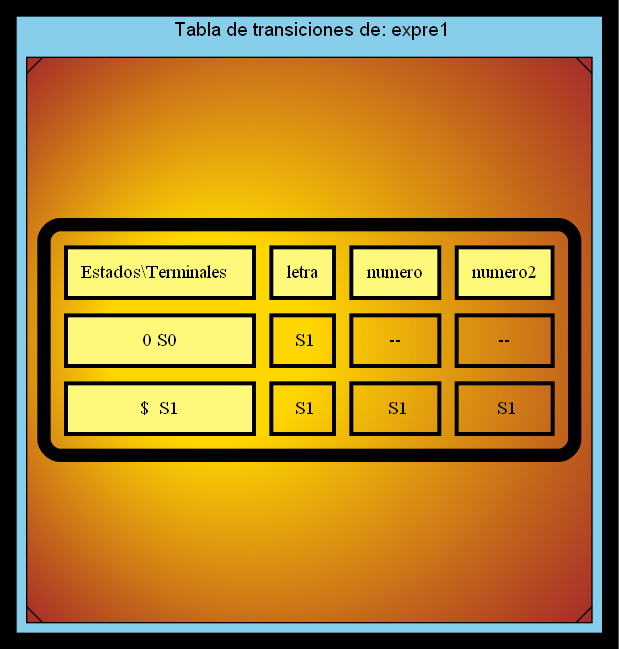 Tabla de transiciones de: expre1
Estados\Terminales letra numero numero2
0 S0 S1 -- --
$ S1 S1 S1 S1